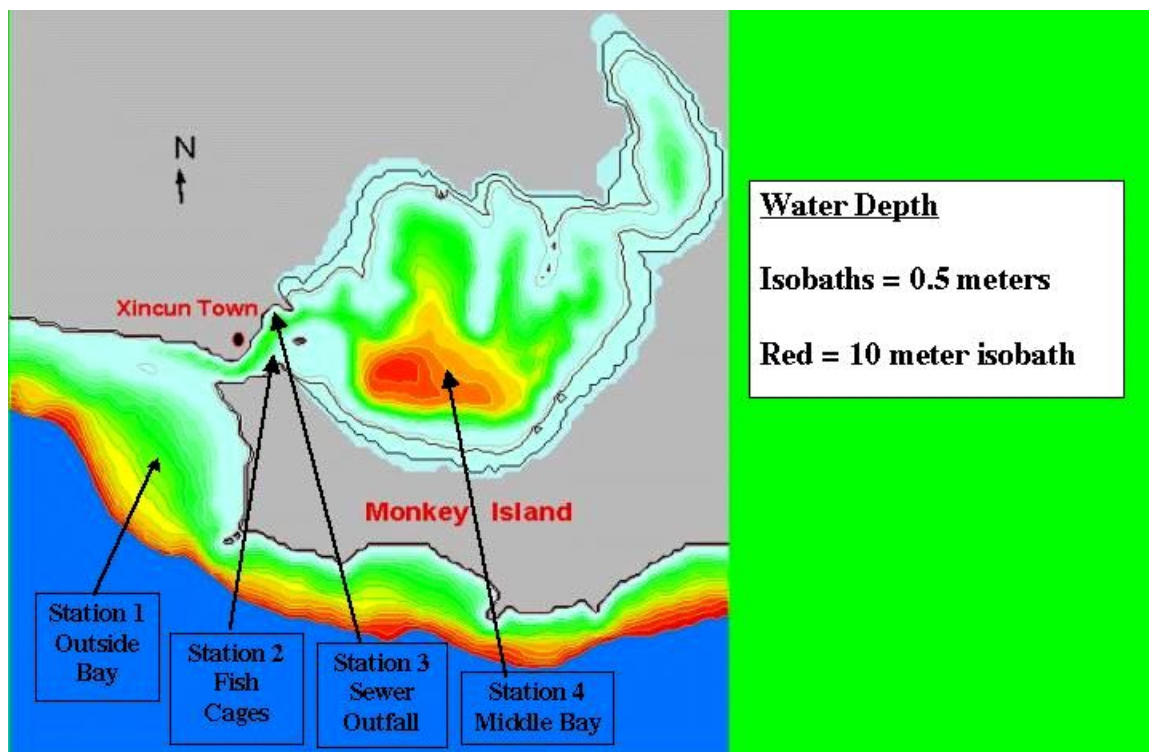 N
Xincun Town
Monkey Island
Water Depth
Isobaths = 0.5 meters
Red = 10 meter isobath
Station 1
Outside
Bay
Station 2
Fish
Cages
Station 3
Sewer
Outfall
Station 4
Middle Bay